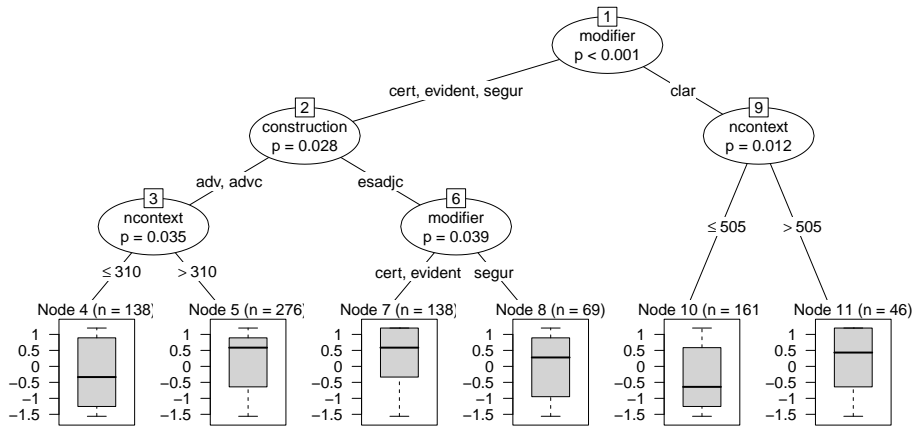 1
modifier
p < 0.001
cert, evident, segur
clar
2
construction
p = 0.028
9
ncontext
p = 0.012
adv, advc
esadjc
≤ 505
> 505
3
ncontext
p = 0.035
6
modifier
p = 0.039
≤ 310
> 310
cert, evident
segur
Node 4 (n = 138)
1
0.5
0
−0.5
−1
−1.5
Node 5 (n = 276)
1
0.5
0
−0.5
−1
−1.5
Node 7 (n = 138)
1
0.5
0
−0.5
−1
−1.5
Node 8 (n = 69)
1
0.5
0
−0.5
−1
−1.5
Node 10 (n = 161
1
0.5
0
−0.5
−1
−1.5
Node 11 (n = 46)
1
0.5
0
−0.5
−1
−1.5